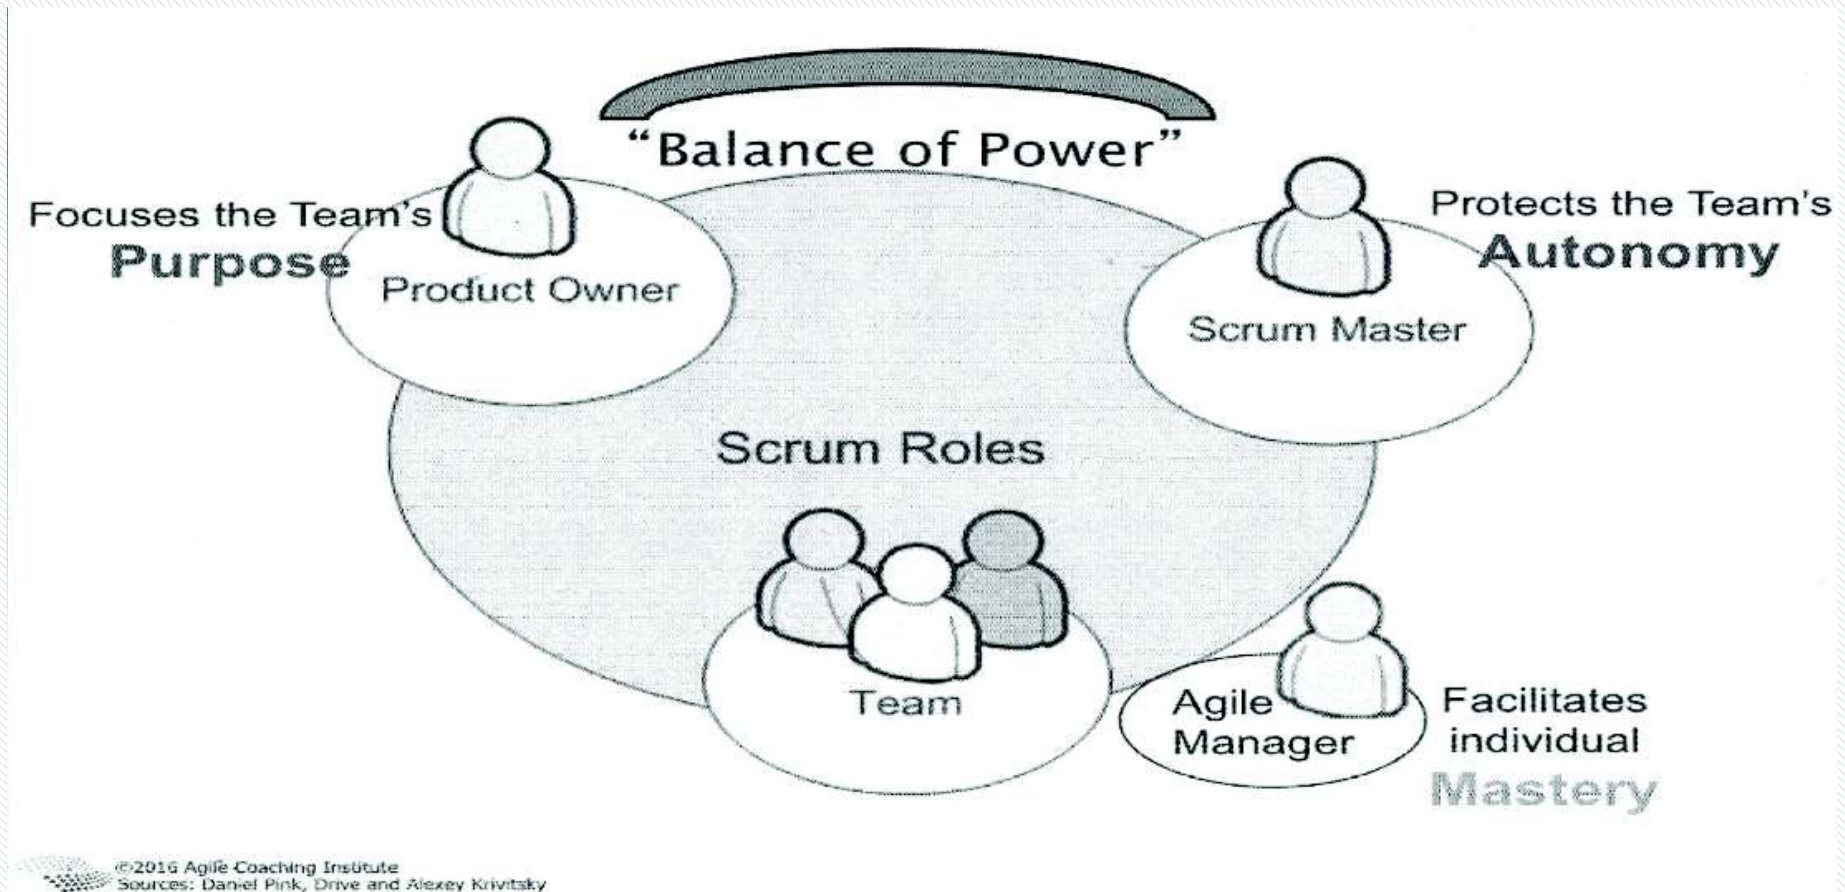 “Balance of Power”
Focuses the Team's
Purpose
Product Owner
Protects the Team's
Autonomy
Scrum Master
Scrum Roles
Team
Agile
Manager
Facilitates
individual
Mastery
©2016 Agile Coaching Institute
Sources: Daniel Pink, Drive and Alexey Krivitsky